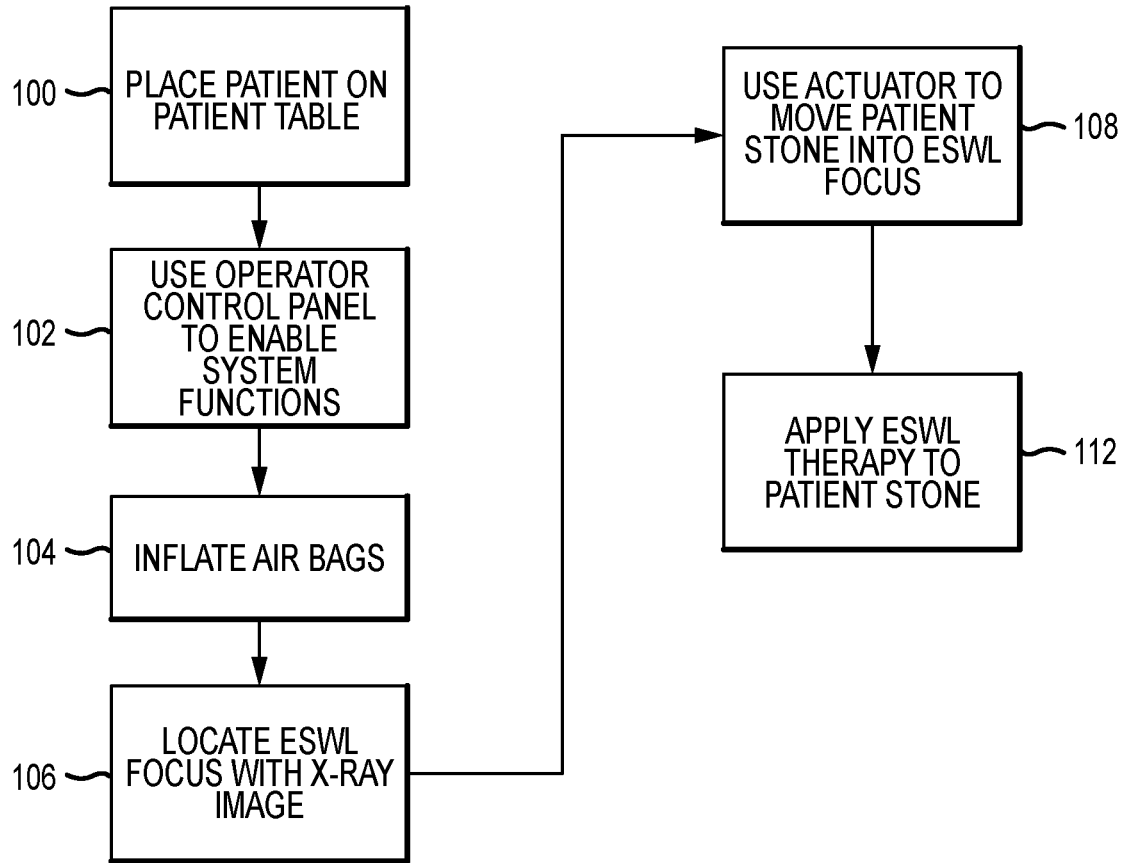 100
PLACE PATIENT ON
PATIENT TABLE
102
USE OPERATOR
CONTROL PANEL
TO ENABLE
SYSTEM
FUNCTIONS
104
INFLATE AIR BAGS
106
LOCATE ESWL
FOCUS WITH X-RAY
IMAGE
USE ACTUATOR TO
MOVE PATIENT
STONE INTO ESWL
FOCUS
108
APPLY ESWL
THERAPY TO
PATIENT STONE
112